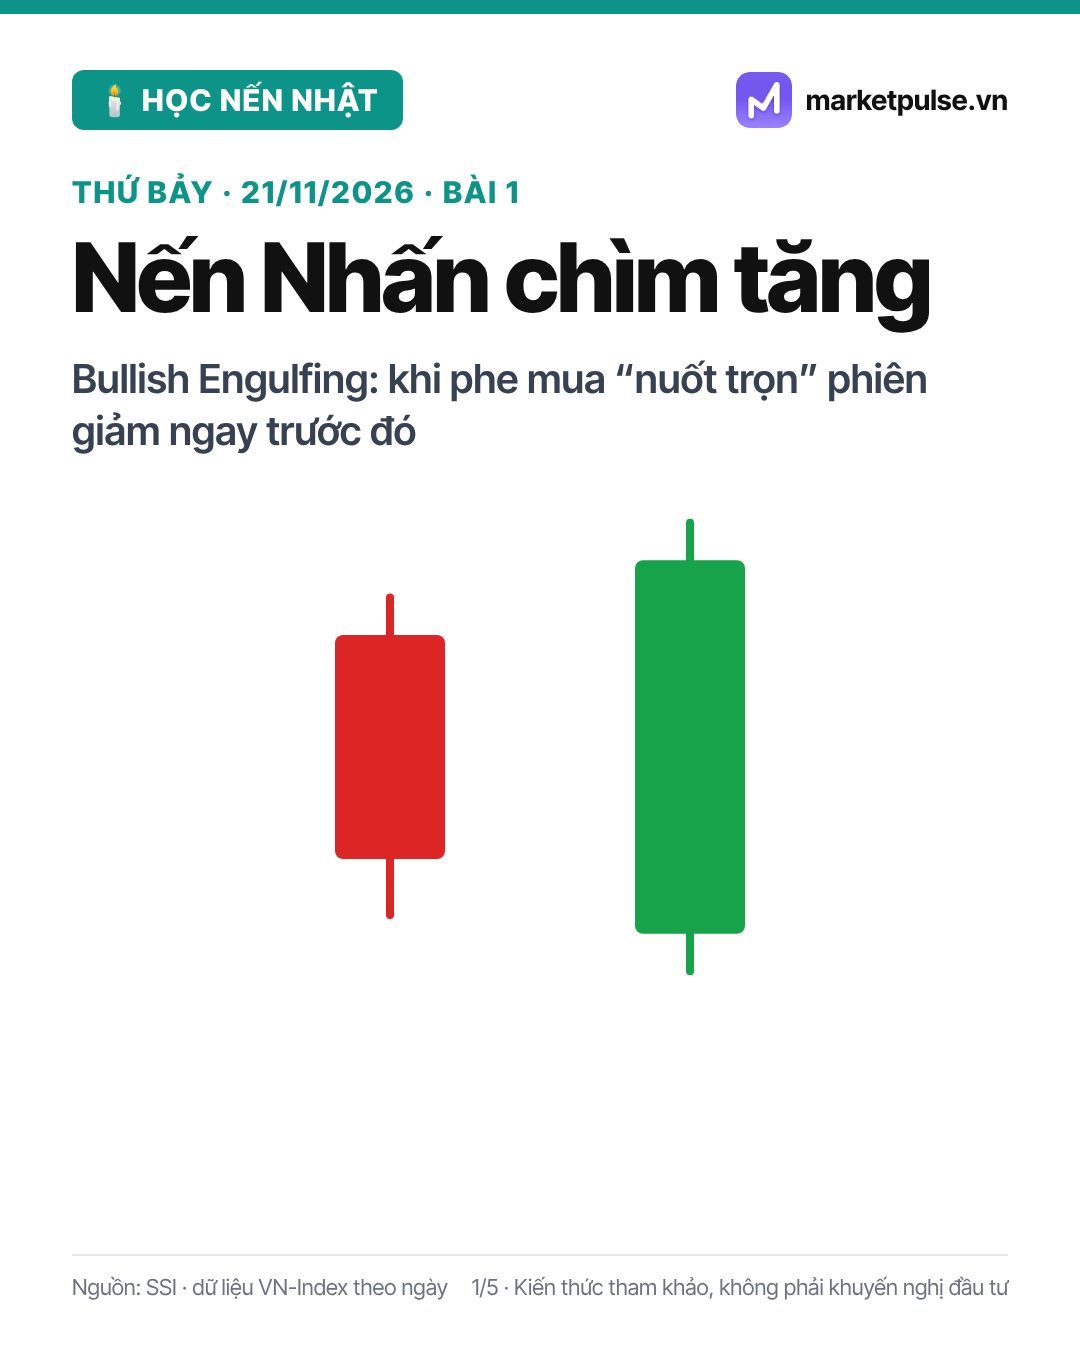 HỌC NẾN NHẬT
marketpulse.vn
THỨ BẢY · 21/11/2026 · BÀI 1
Nến Nhấn chìm tăng
Bullish Engulfing: khi phe mua “nuốt trọn” phiên
giảm ngay trước đó
Nguồn: SSI · dữ liệu VN-Index theo ngày
1/5 · Kiến thức tham khảo, không phải khuyến nghị đầu tư